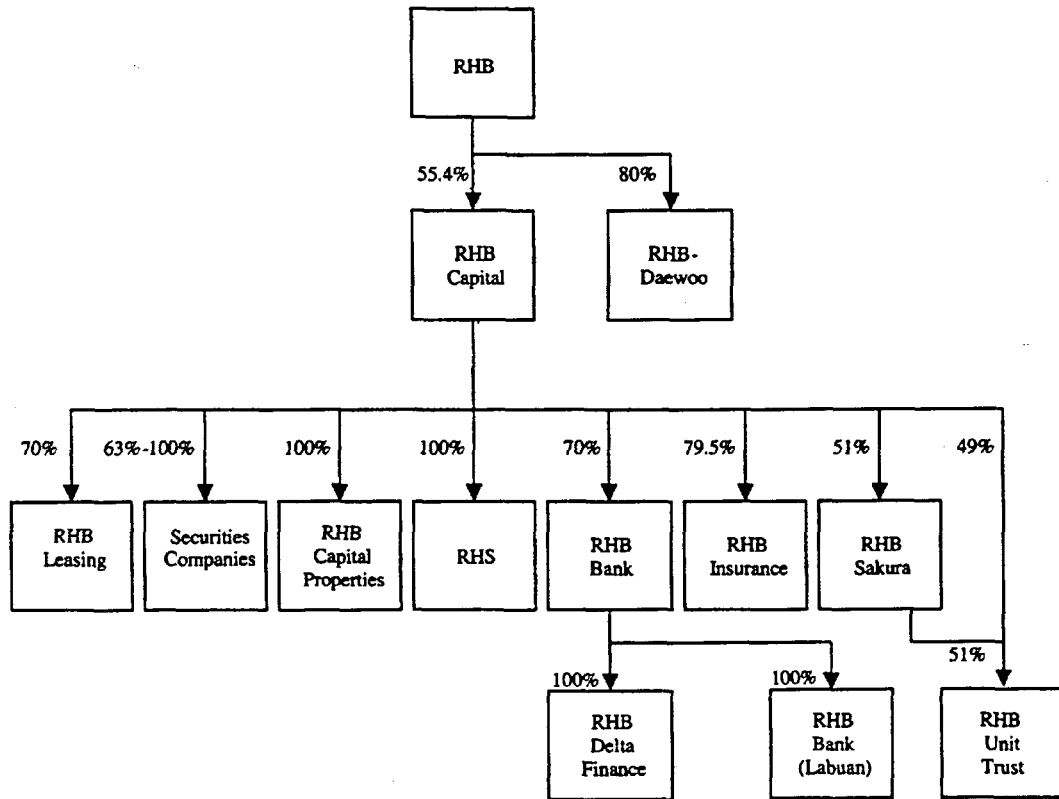 RHB
55.4%
80%
RHB
Capital
RHB-
Daewoo
70%
63%-100%
100%
100%
70%
79.5%
51%
49%
RHB
Leasing
Securities
Companies
RHB
Capital
Properties
RHS
RHB
Bank
RHB
Insurance
RHB
Sakura
51%
100%
100%
RHB
Delta
Finance
RHB
Bank
(Labuan)
RHB
Unit
Trust